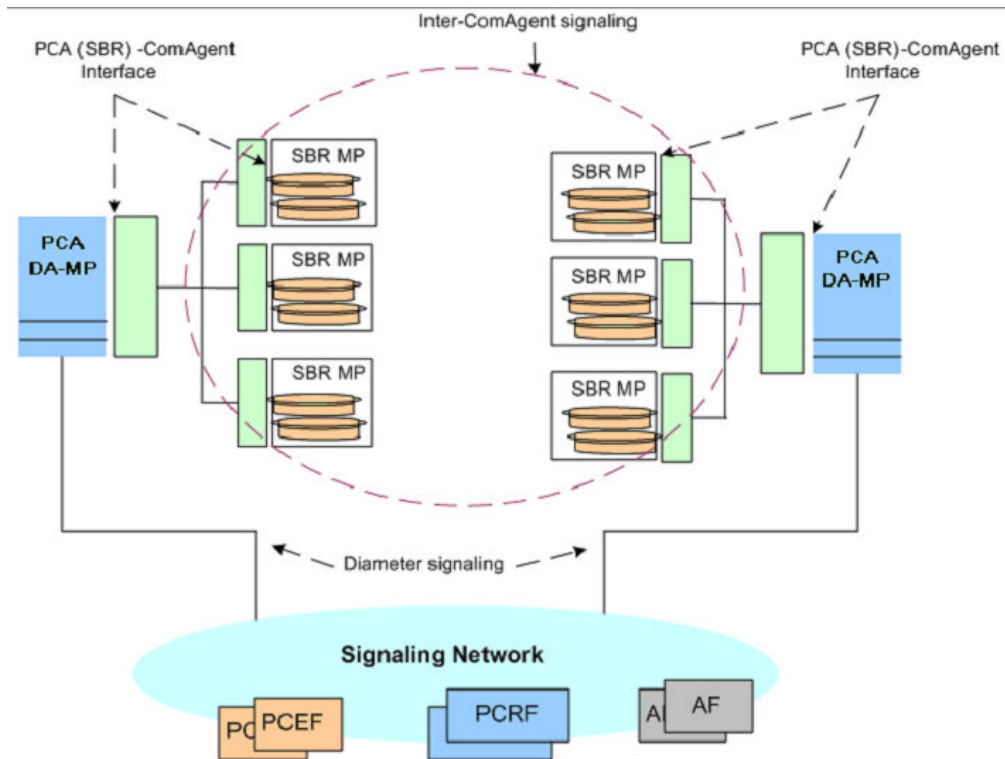 Inter-ComAgent signaling
PCA (SBR) -ComAgent
Interface
PCA (SBR)-ComAgent
Interface
SBR MP
SBR MP
SBR MP
SBR MP
SBR MP
SBR MP
PCA
DA-MP
PCA
DA-MP
Diameter signaling
Signaling Network
PC
PCEF
PCRF
AF